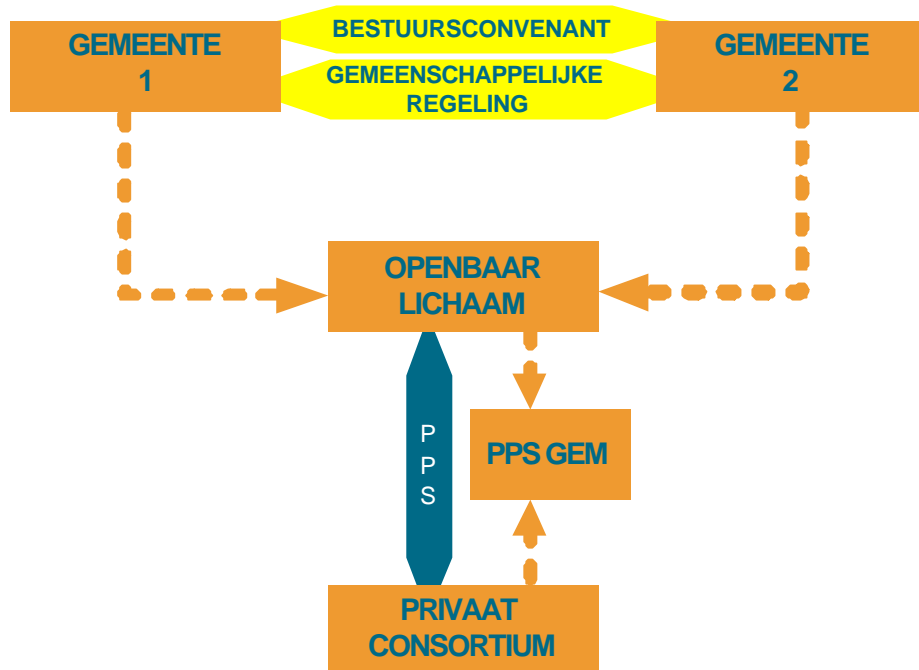 BESTUURSCONVENANT
GEMEENTE
1
GEMEENTE
2
GEMEENSCHAPPELIJKE
REGELING
OPENBAAR
LICHAAM
P
P
S
PPS GEM
PRIVAAT
CONSORTIUM